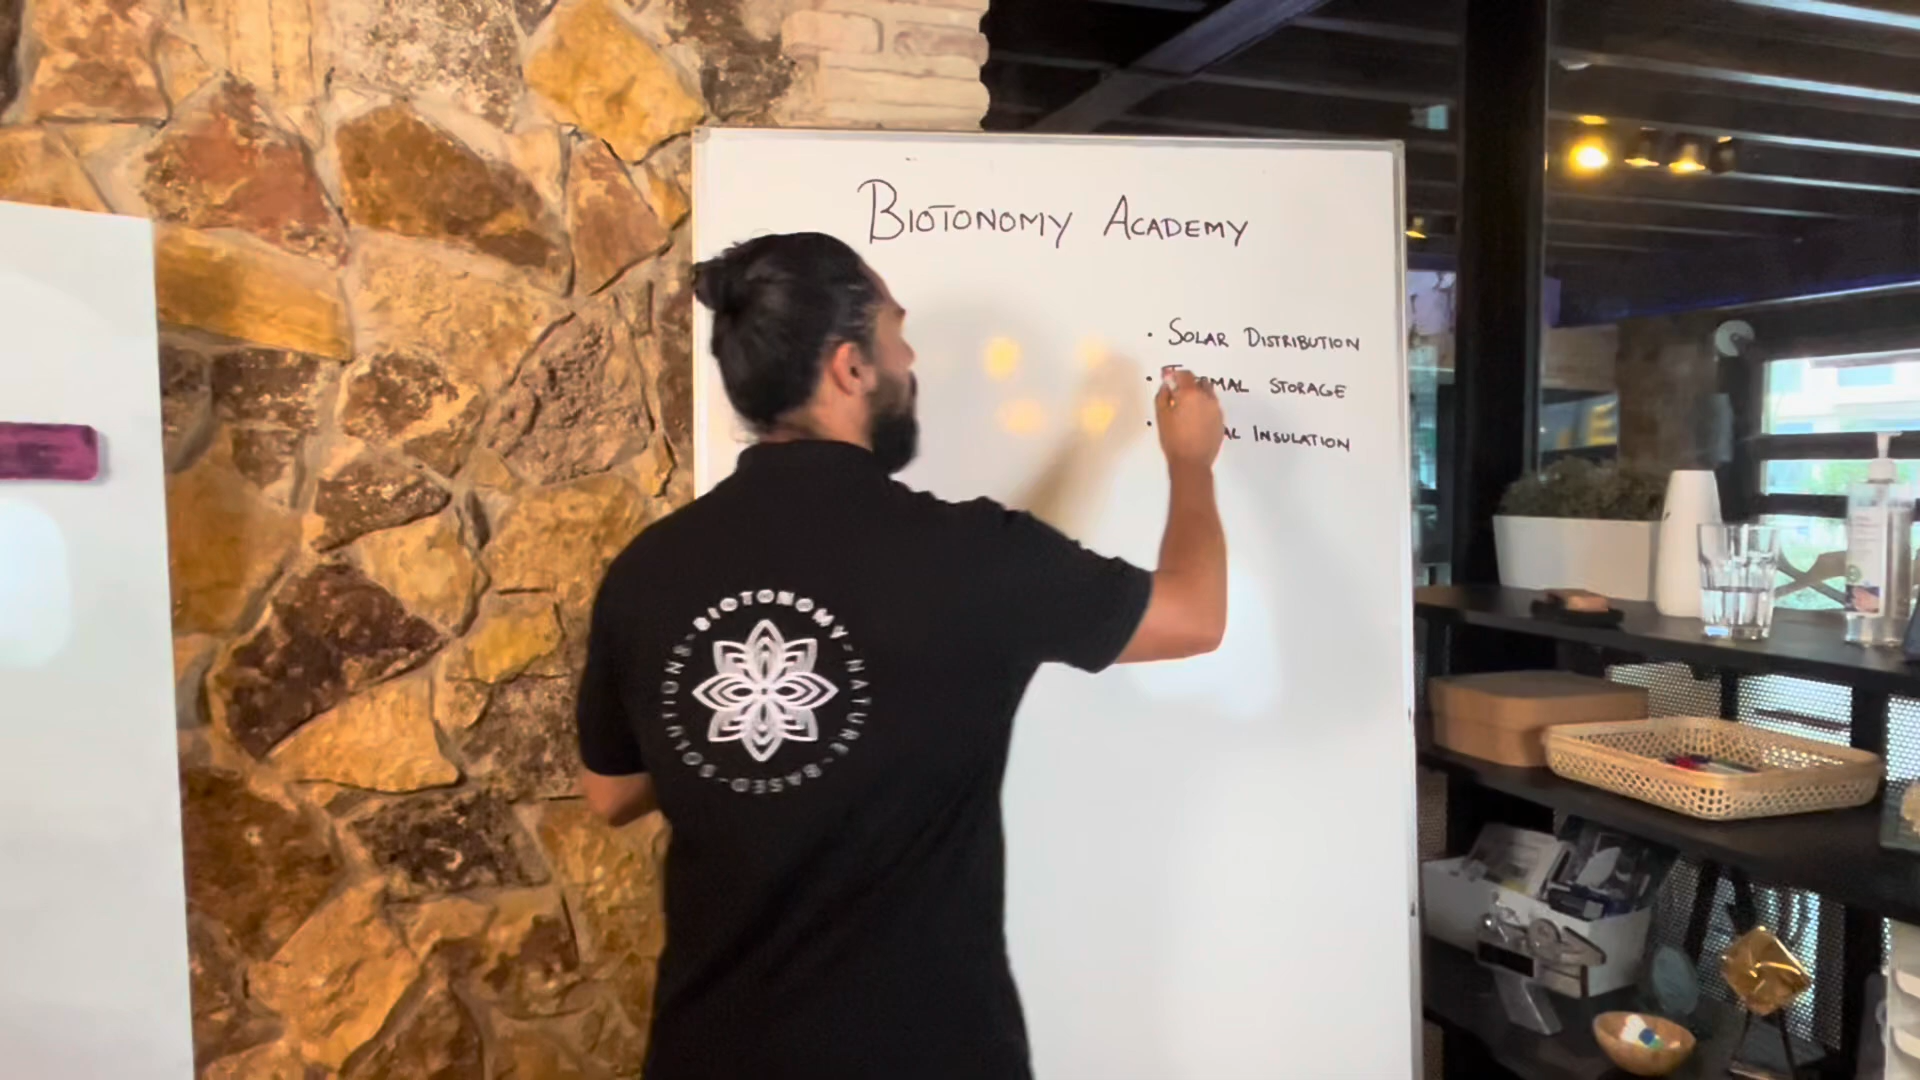 BIOTONOMY ACADEMY
• SOLAR DISTRIBUTION
• STORAGE
• INSULATION
BIOTONOMY - NATURE-BASED SOLUTIONS -